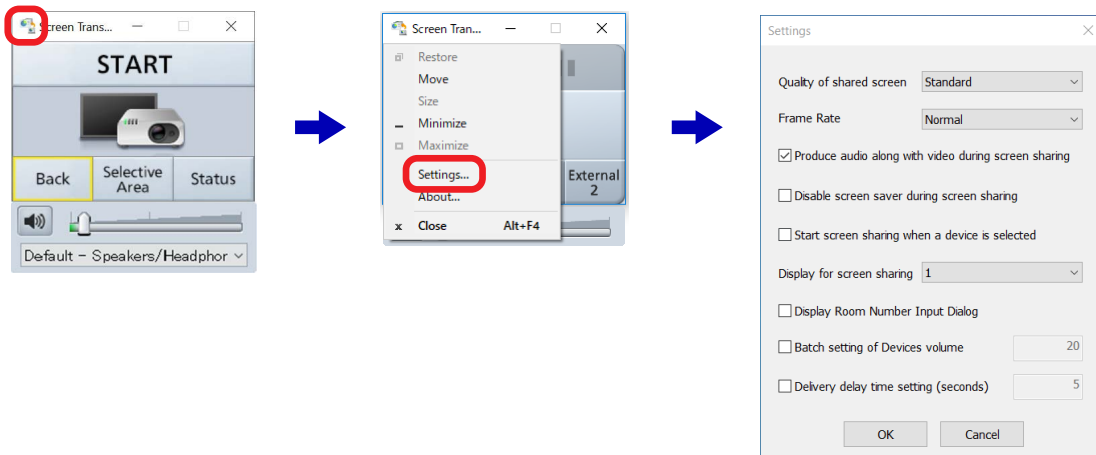 Screen Trans...
START
Back
Selective
Area
Status
Default - Speakers/Headphor
Screen Tran...
Restore
Move
Size
Minimize
Maximize
Settings...
About...
x Close Alt+F4
External
2
Settings
Quality of shared screen Standard
Frame Rate Normal
Produce audio along with video during screen sharing
Disable screen saver during screen sharing
Start screen sharing when a device is selected
Display for screen sharing 1
Display Room Number Input Dialog
Batch setting of Devices volume 20
Delivery delay time setting (seconds) 5
OK Cancel